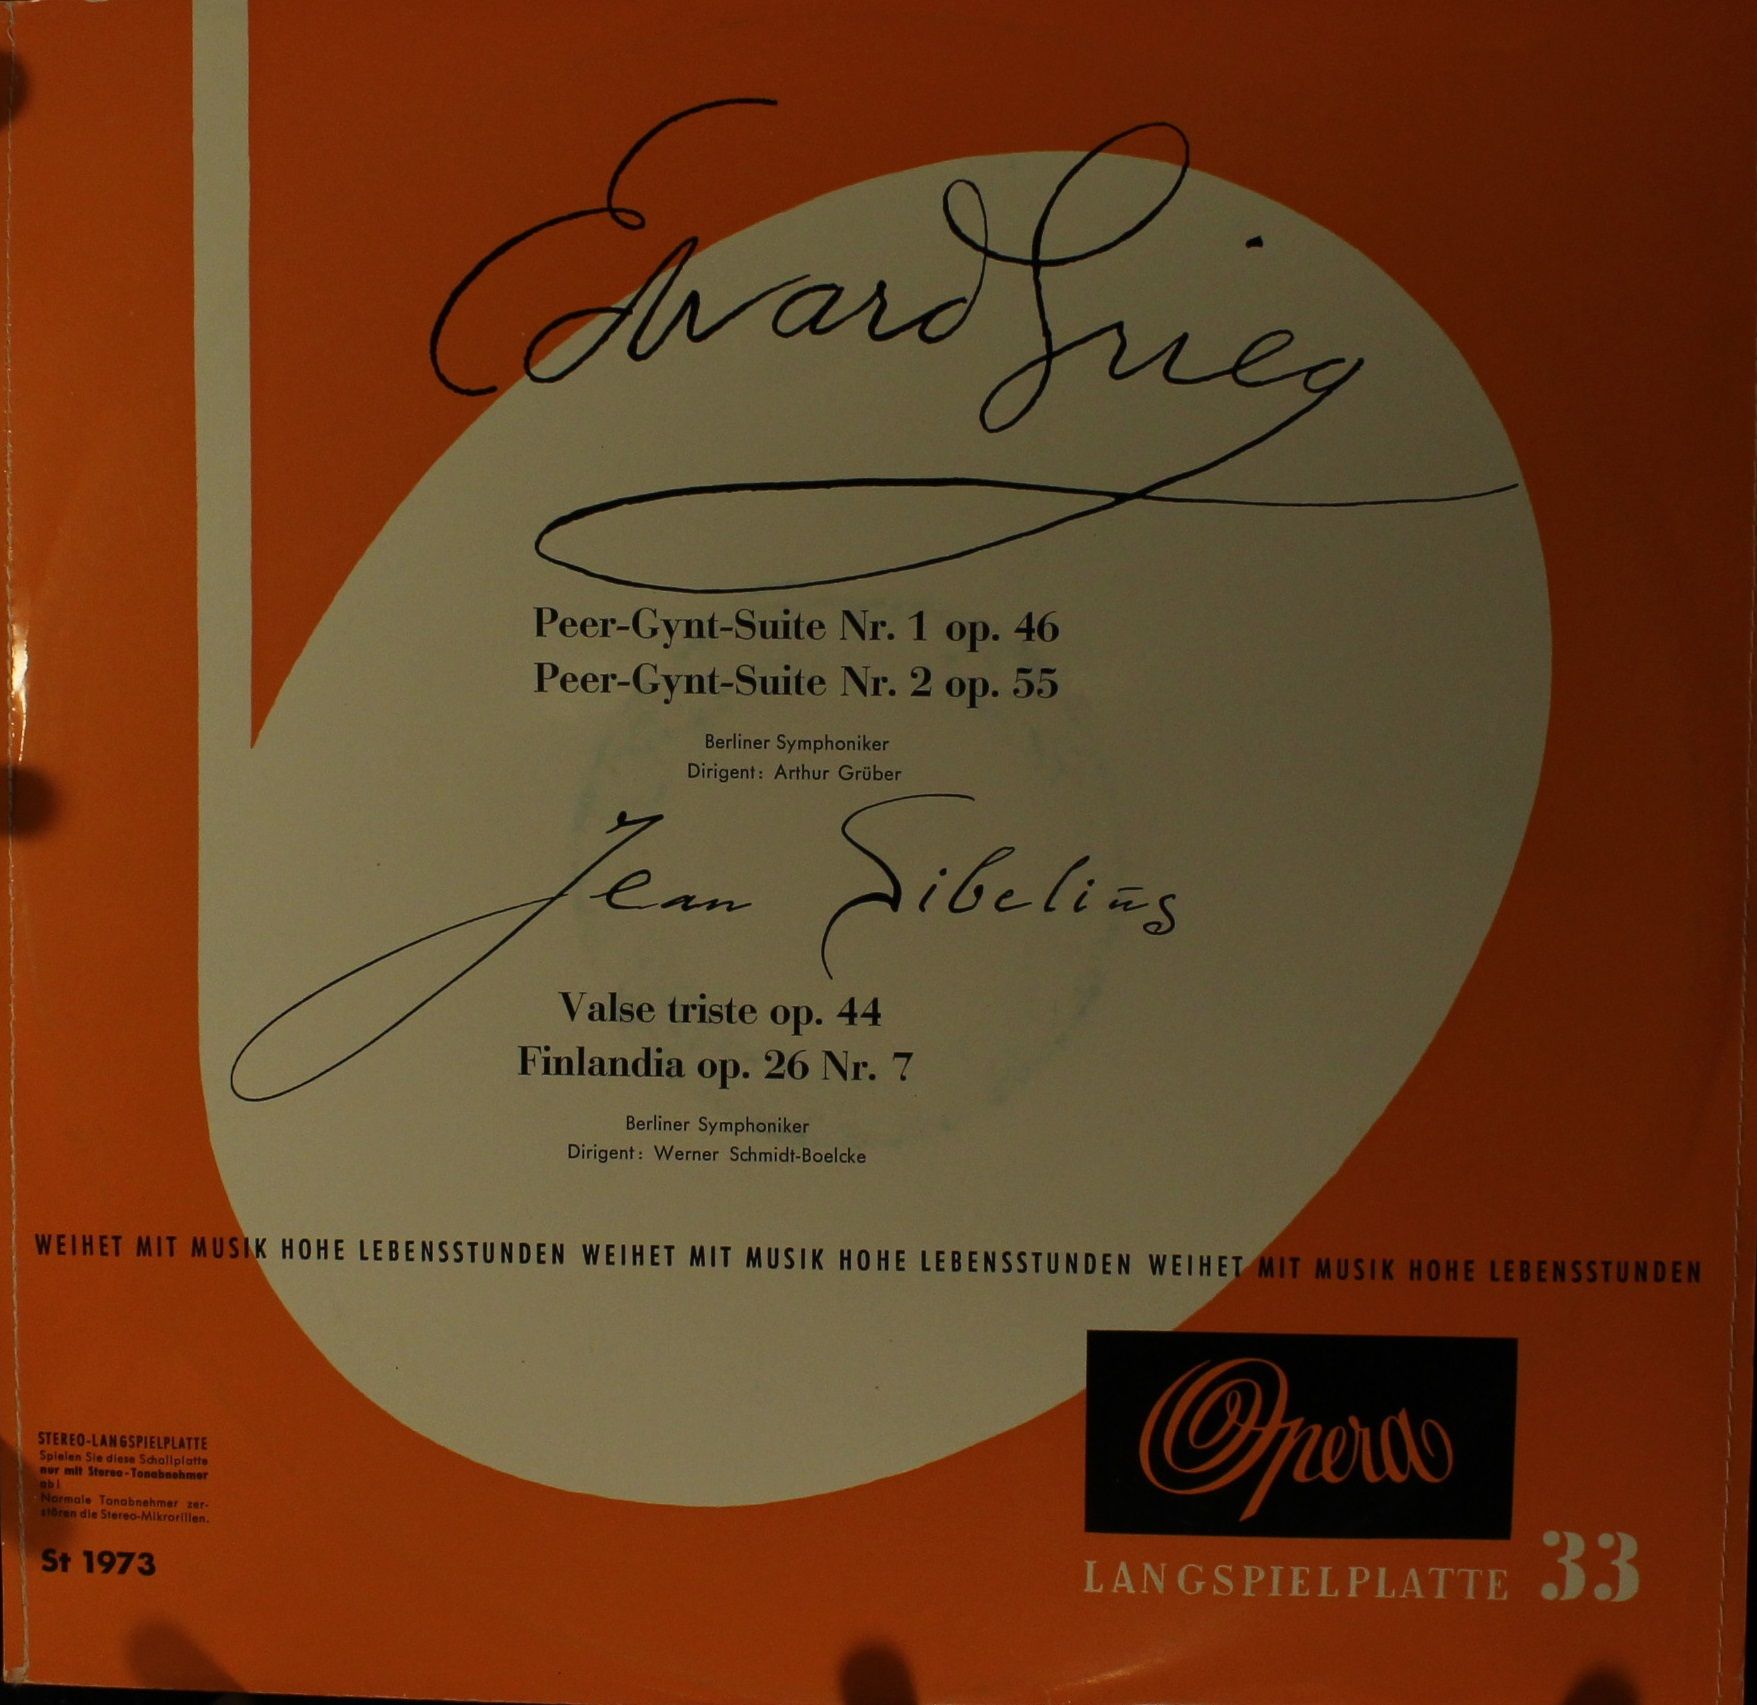 Edvard Grieg
Peer-Gynt-Suite Nr. 1 op. 46
Peer-Gynt-Suite Nr. 2 op. 55
Berliner Symphoniker
Dirigent: Arthur Grüber
Jean Sibelius
Valse triste op. 44
Finlandia op. 26 Nr. 7
Berliner Symphoniker
Dirigent: Werner Schmidt-Boelcke
WEIHET MIT MUSIK HOHE LEBENSSTUNDEN WEIHET MIT MUSIK HOHE LEBENSSTUNDEN WEIHET MIT MUSIK HOHE LEBENSSTUNDEN
Opera
LANGSPIELPLATTE 33
STEREO-LANGSPIELPLATTE
Spielen Sie diese Schallplatte
nur mit Stereo-Tonabnehmer
ab!
Normale Tonabnehmer zer-
stören die Stereo-Mikrorillen.
St 1973